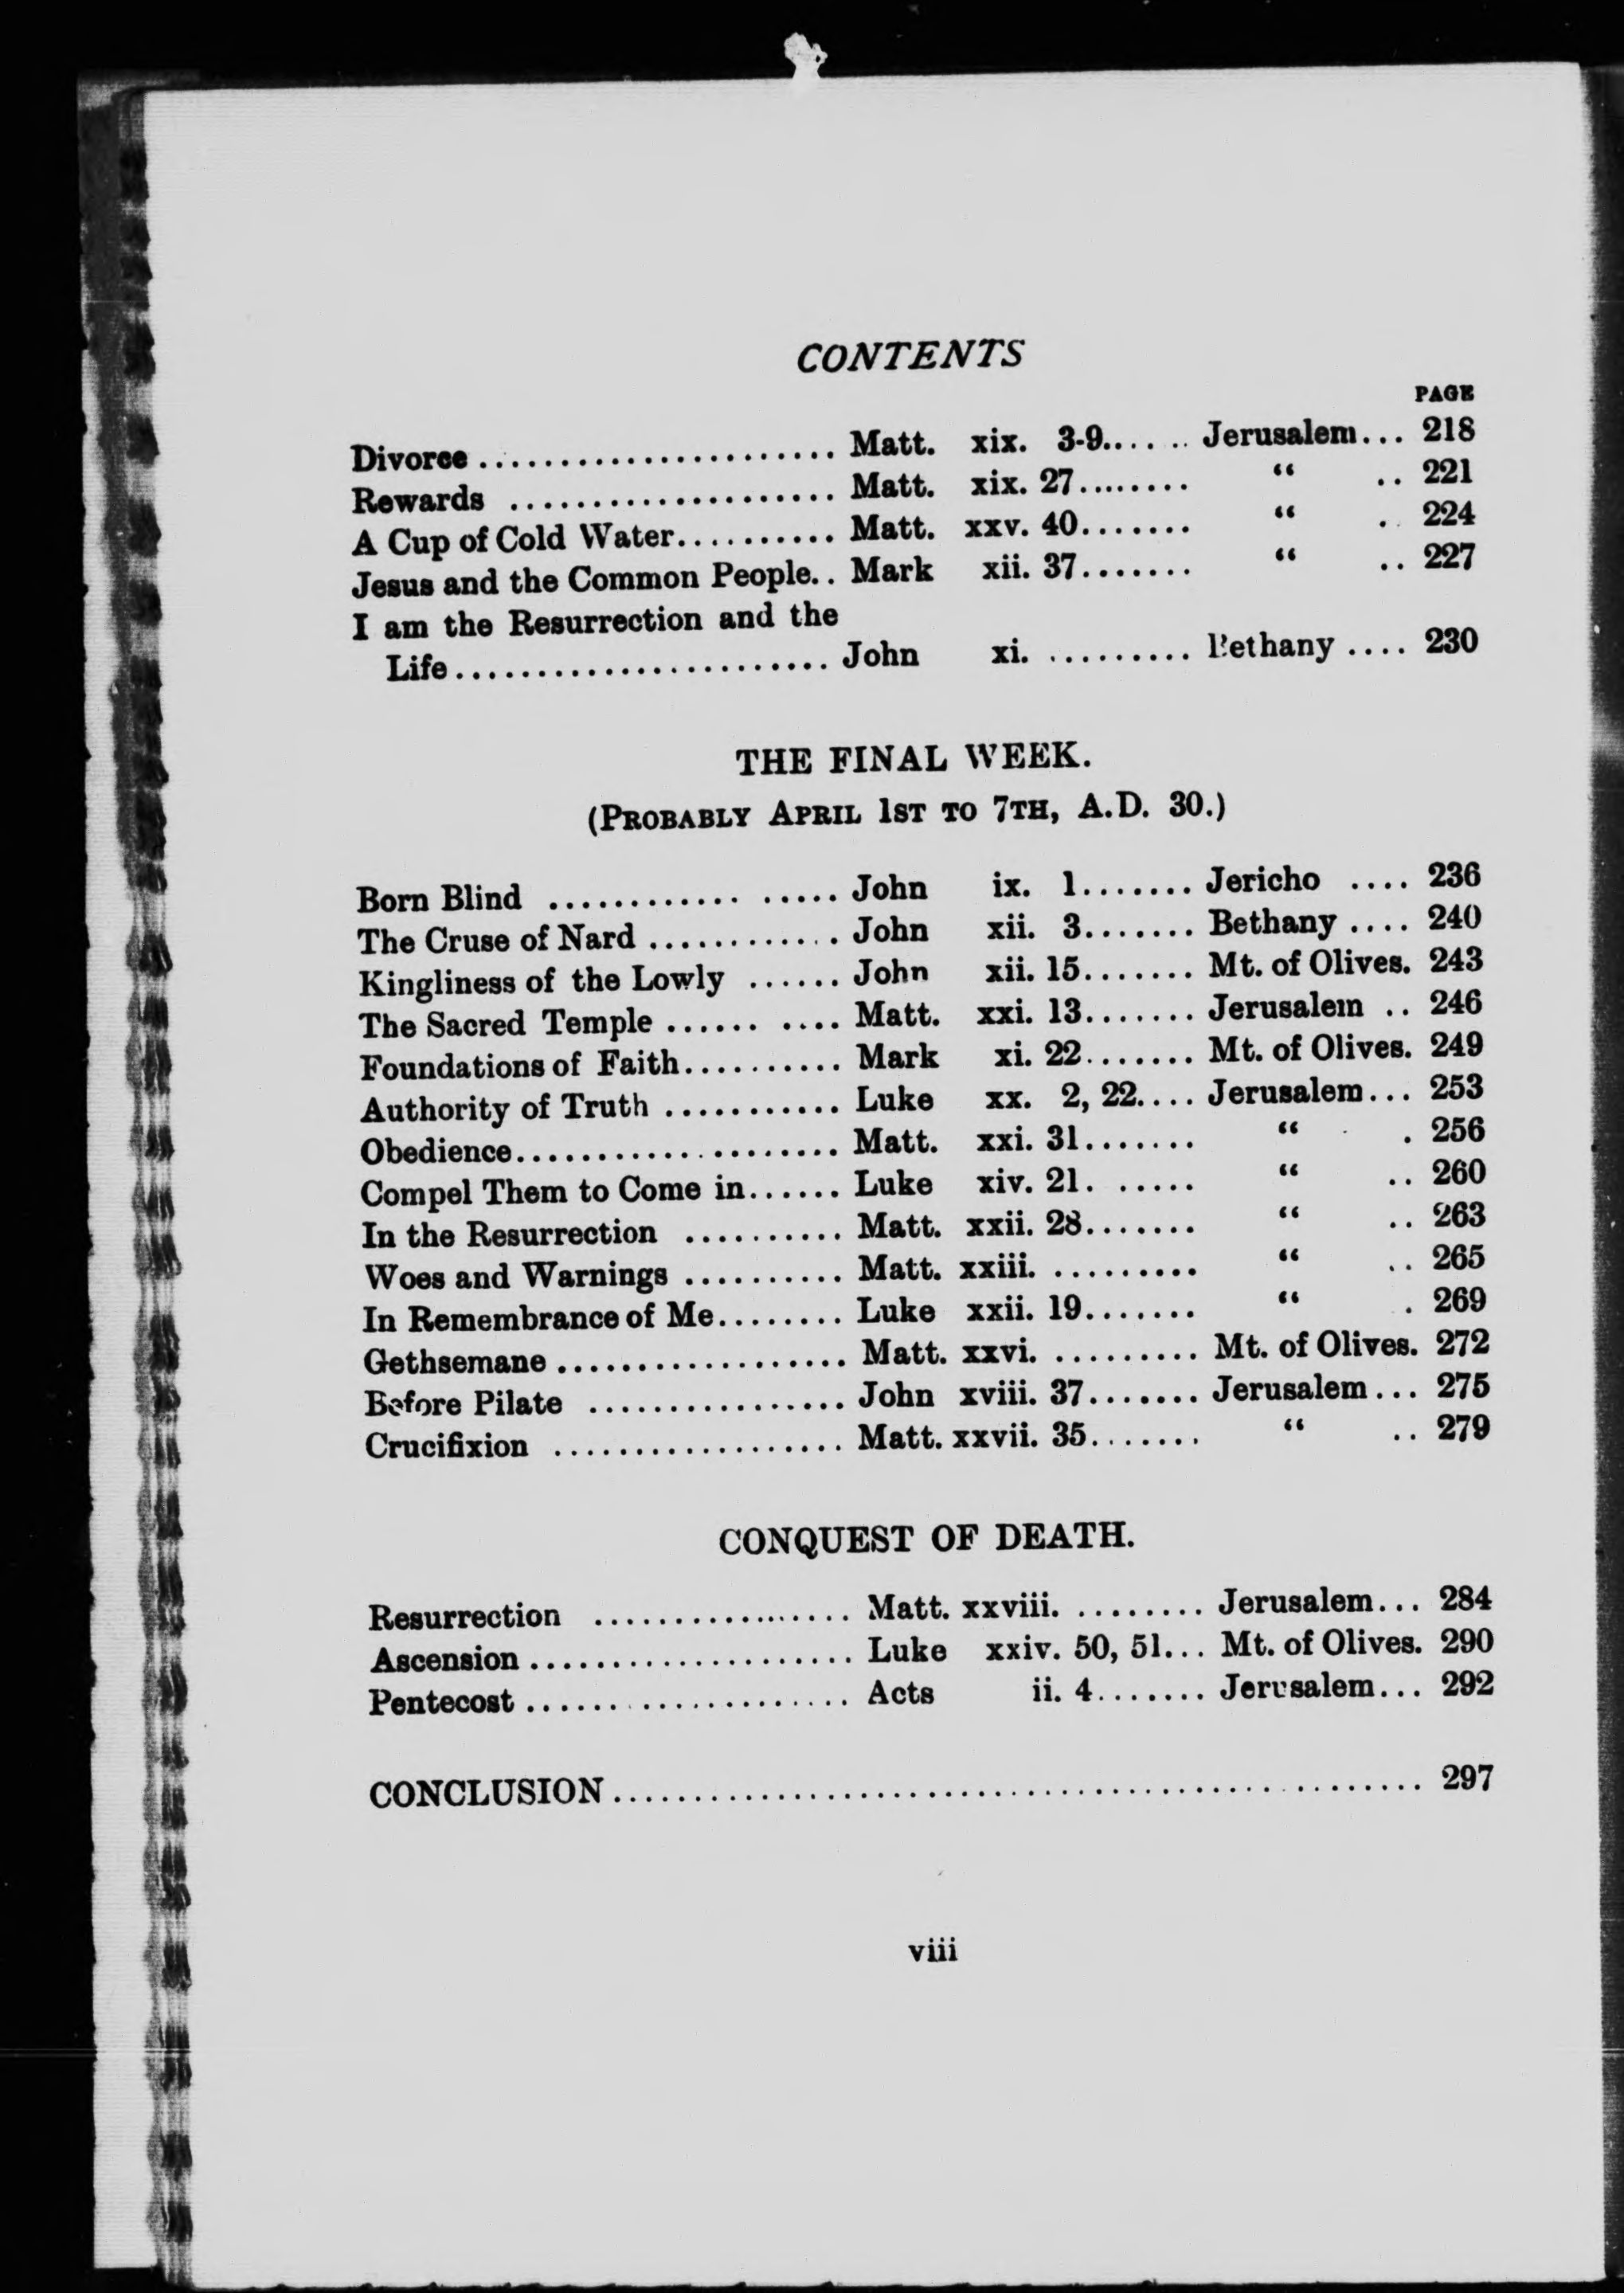 CONTENTS
PAGE
Divorce ...................... Matt. xix. 3-9...... Jerusalem... 218
Rewards .................... Matt. xix. 27........ “ .. 221
A Cup of Cold Water.......... Matt. xxv. 40....... “ . 224
Jesus and the Common People.. Mark xii. 37....... “ .. 227
I am the Resurrection and the
Life....................... John xi. .......... Bethany .... 230
THE FINAL WEEK.
(PROBABLY APRIL 1ST TO 7TH, A.D. 30.)
Born Blind ................. John ix. 1....... Jericho .... 236
The Cruse of Nard ............ John xii. 3....... Bethany .... 240
Kingliness of the Lowly ...... John xii. 15....... Mt. of Olives. 243
The Sacred Temple .......... Matt. xxi. 13....... Jerusalem .. 246
Foundations of Faith.......... Mark xi. 22....... Mt. of Olives. 249
Authority of Truth ........... Luke xx. 2, 22.... Jerusalem... 253
Obedience.................... Matt. xxi. 31....... “ . 256
Compel Them to Come in...... Luke xiv. 21. ...... “ .. 260
In the Resurrection .......... Matt. xxii. 28....... “ .. 263
Woes and Warnings .......... Matt. xxiii. .......... “ .. 265
In Remembrance of Me........ Luke xxii. 19....... “ . 269
Gethsemane .................. Matt. xxvi. .......... Mt. of Olives. 272
Before Pilate ................ John xviii. 37....... Jerusalem... 275
Crucifixion .................. Matt. xxvii. 35....... “ .. 279
CONQUEST OF DEATH.
Resurrection ................ Matt. xxviii. ......... Jerusalem... 284
Ascension .................... Luke xxiv. 50, 51... Mt. of Olives. 290
Pentecost .................... Acts ii. 4....... Jerusalem... 292
CONCLUSION.................................................. 297
viii